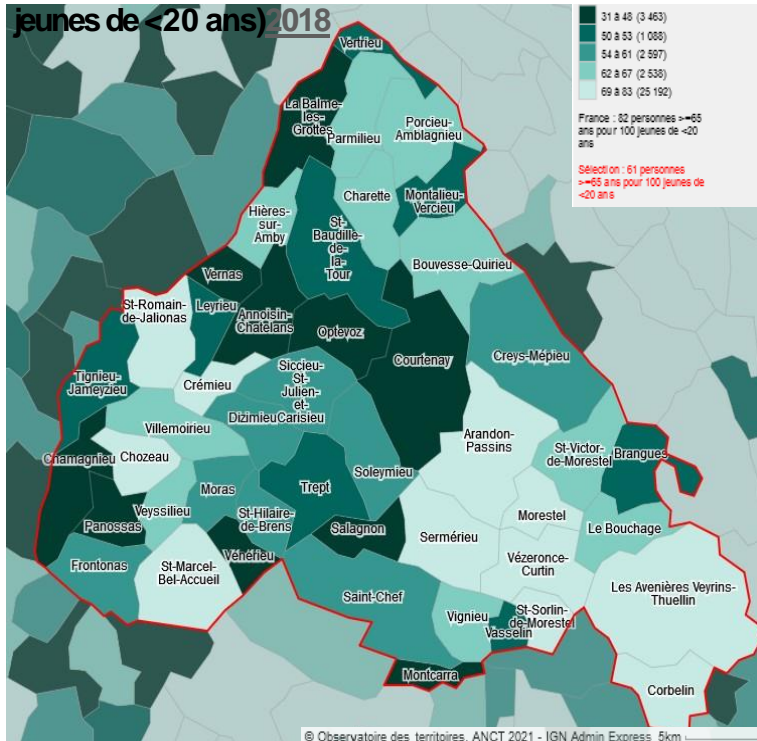 jeunes de <20 ans) 2018
31 à 48 (3 463)
50 à 53 (1 088)
54 à 61 (2 597)
62 à 67 (2 538)
69 à 83 (25 192)
France : 82 personnes >=65
ans pour 100 jeunes de <20
ans
Sélection : 61 personnes
>=65 ans pour 100 jeunes de
<20 ans
Vertrieu
La Balme-
les-
Grottes
Parmilieu
Porcieu-
Amblagnieu
Charette
Montalieu-
Vercieu
Hières-
sur-
Amby
St-
Baudille-
de-
la-
Tour
Bouvesse-Quirieu
Vernas
St-Romain-
de-Jalionas
Leyrieu
Annoisin-
Chatelans
Optevoz
Courtenay
Creys-Mépieu
Tignieu-
Jameyzieu
Crémieu
Siccieu-
St-
Julien-
et-
Carisieu
Dizimieu
Villemoirieu
Arandon-
Passins
St-Victor-
de-Morestel
Brangues
Chamagnieu
Chozeau
Moras
Trept
Soleymieu
Panossas
Veyssilieu
St-Hilaire-
de-Brens
Salagnon
Sermérieu
Morestel
Le Bouchage
Frontonas
St-Marcel-
Bel-Accueil
Vénérieu
Vézeronce-
Curtin
Saint-Chef
Les Avenières Veyrins-
Thuellin
Vignieu
St-Sorlin-
de-Morestel
Vasselin
Montcarra
Corbelin
© Observatoire des territoires, ANCT 2021 - IGN Admin Express 5km